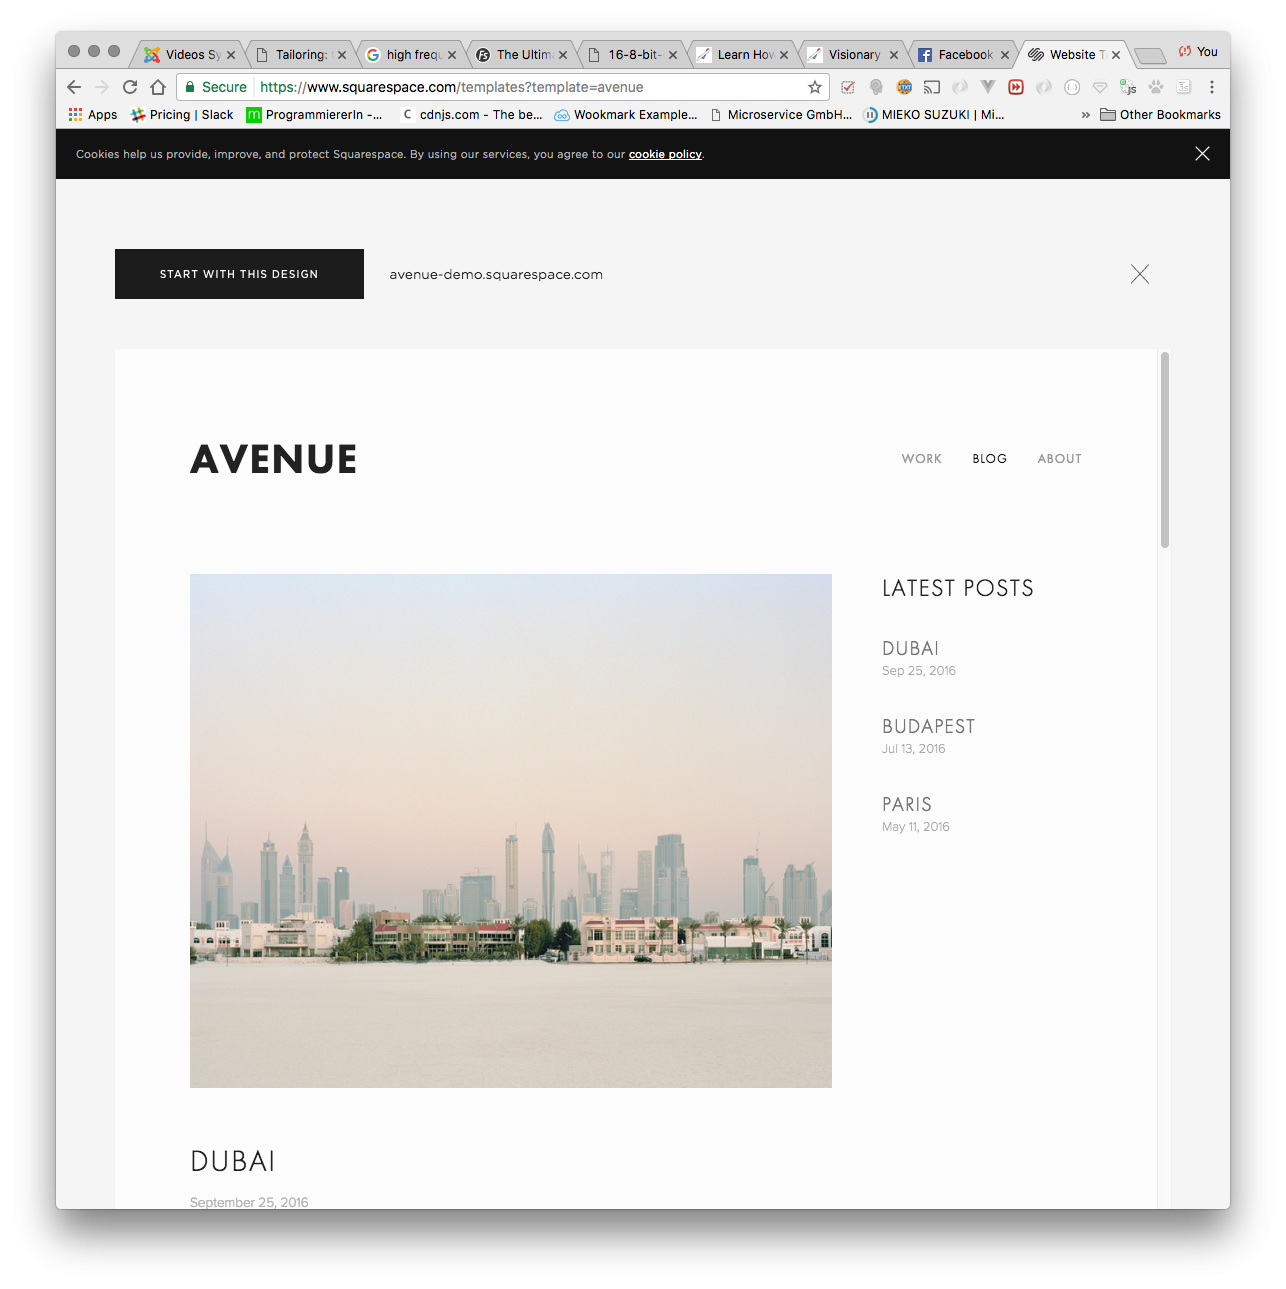 Videos Sy
Tailoring: t
high frequ
The Ultima
16-8-bit-
Learn How
Visionary
Facebook
Website T
You
Secure
https://www.squarespace.com/templates?template=avenue
Apps
Pricing | Slack
ProgrammiererIn -...
cdnjs.com - The be...
Wookmark Example...
Microservice GmbH...
MIEKO SUZUKI | Mi...
»
Other Bookmarks
Cookies help us provide, improve, and protect Squarespace. By using our services, you agree to our cookie policy.
START WITH THIS DESIGN
avenue-demo.squarespace.com
AVENUE
WORK
BLOG
ABOUT
LATEST POSTS
DUBAI
Sep 25, 2016
BUDAPEST
Jul 13, 2016
PARIS
May 11, 2016
DUBAI
September 25, 2016